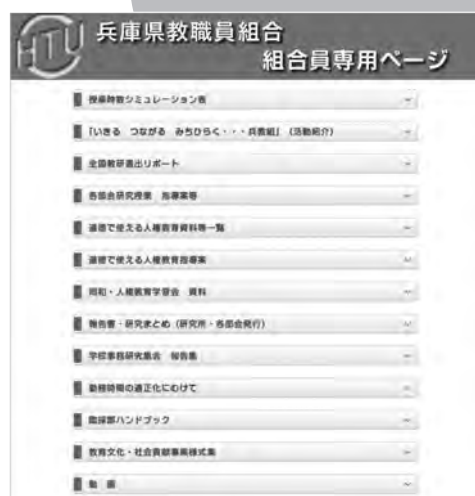 HTU
兵庫県教職員組合
組合員専用ページ
授業時数シミュレーション表
「いきる つながる みちひらく・・・兵教組」（活動紹介）
全国教研選出リポート
各部会研究授業 指導案等
道徳で使える人権教育資料等一覧
道徳で使える人権教育指導案
同和・人権教育学習会 資料
報告書・研究まとめ（研究所・各部会発行）
学校事務研究集会 報告集
勤務時間の適正化にむけて
臨採部ハンドブック
教育文化・社会貢献事業様式集
動 画